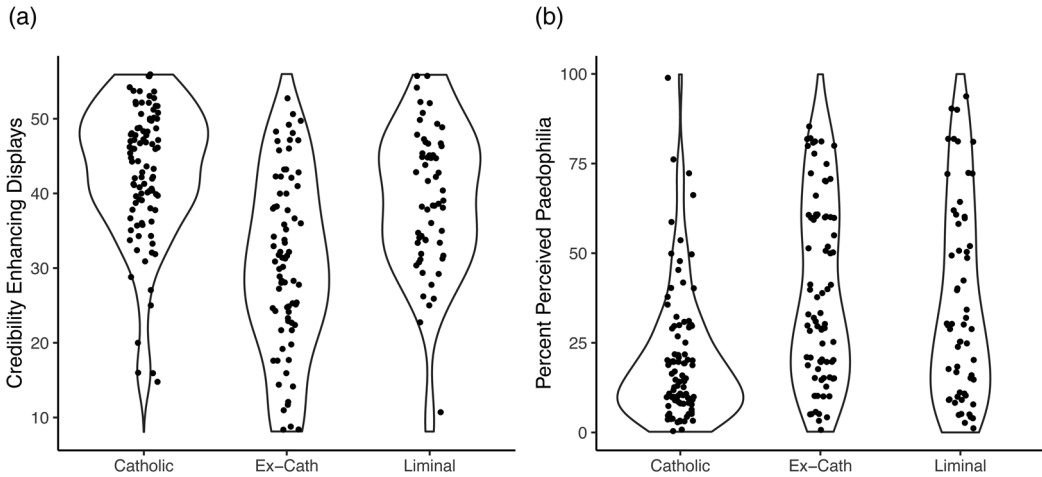 (a)
Credibility Enhancing Displays
50
40
30
20
10
Catholic
Ex−Cath
Liminal
(b)
Percent Perceived Paedophilia
100
75
50
25
0
Catholic
Ex−Cath
Liminal